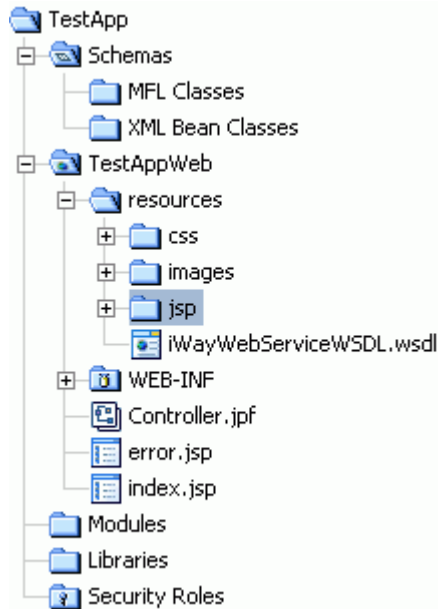 TestApp
Schemas
MFL Classes
XML Bean Classes
TestAppWeb
resources
css
images
jsp
iWayWebServiceWSDL.wsdl
WEB-INF
Controller.jpf
error.jsp
index.jsp
Modules
Libraries
Security Roles